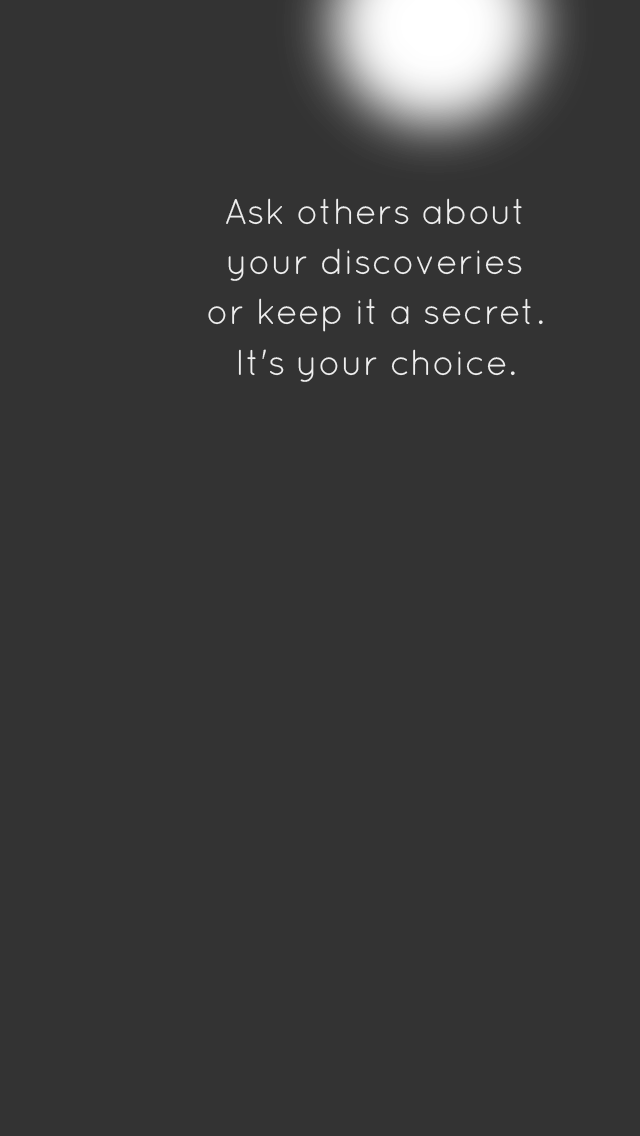 Ask others about
your discoveries
or keep it a secret.
It's your choice.